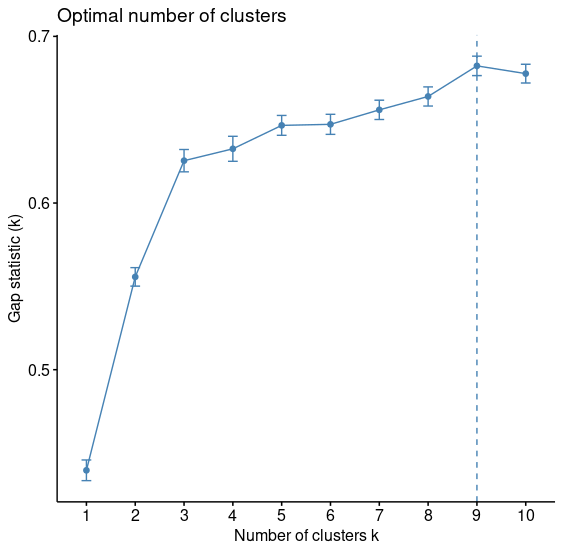 Optimal number of clusters
0.7
0.6
0.5
Gap statistic (k)
1 2 3 4 5 6 7 8 9 10
Number of clusters k